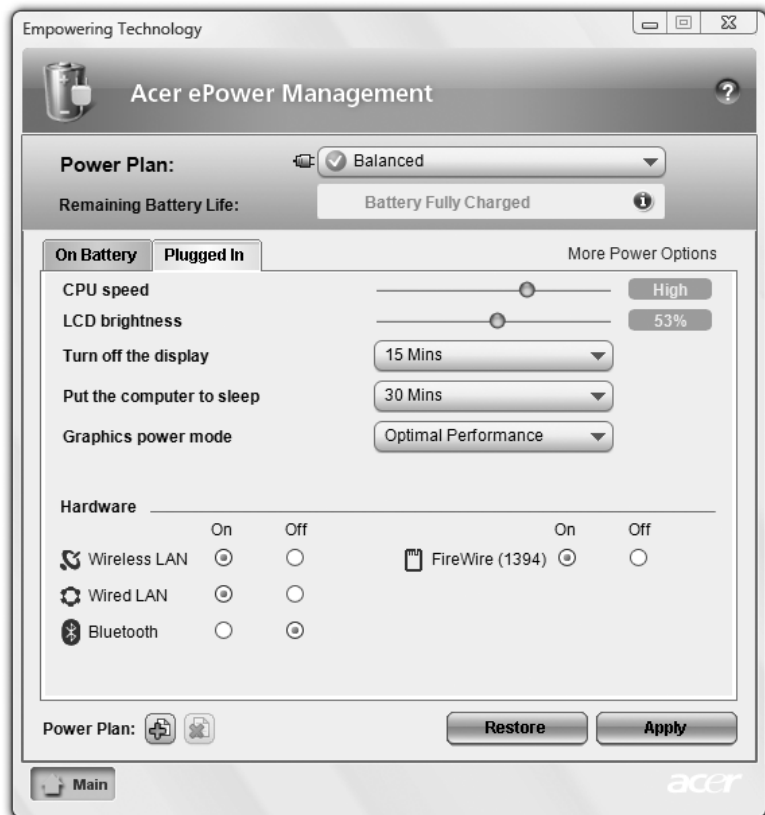 Empowering Technology
Acer ePower Management
?
Power Plan: Balanced
Remaining Battery Life: Battery Fully Charged
On Battery Plugged In More Power Options
CPU speed High
LCD brightness 53%
Turn off the display 15 Mins
Put the computer to sleep 30 Mins
Graphics power mode Optimal Performance
Hardware
On Off On Off
Wireless LAN FireWire (1394)
Wired LAN
Bluetooth
Power Plan: Restore Apply
Main acer